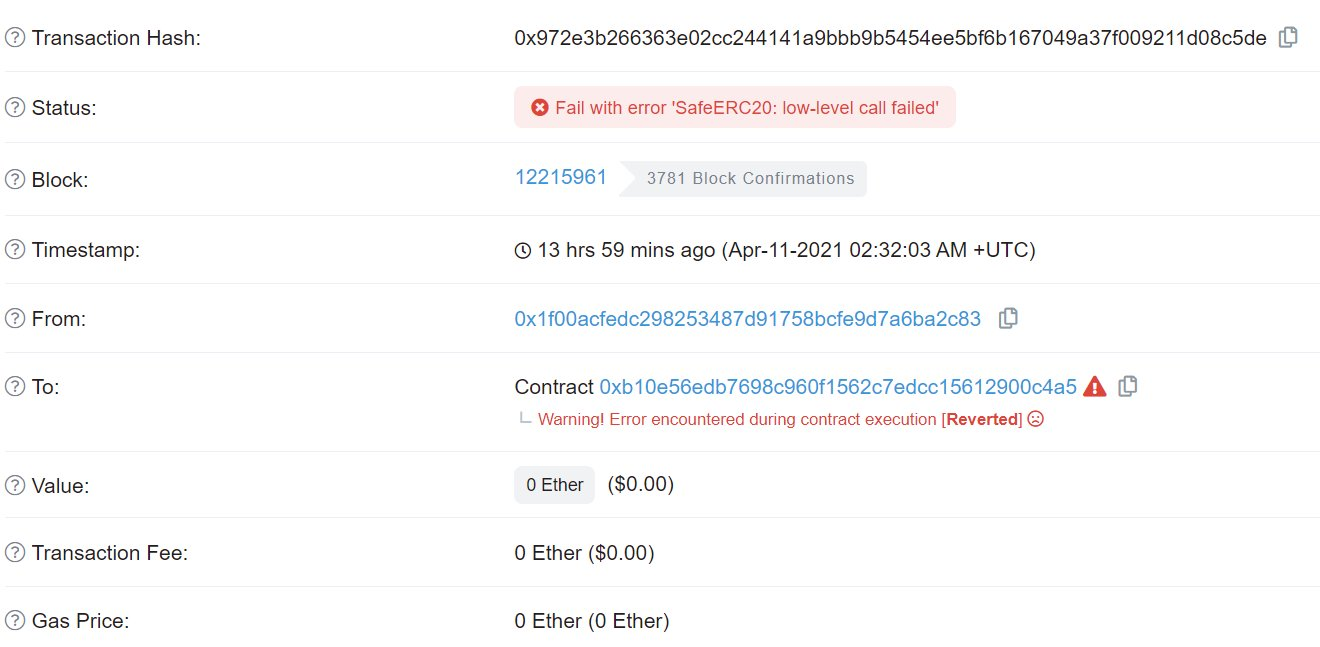 Transaction Hash: 0x972e3b266363e02cc244141a9bbb9b5454ee5bf6b167049a37f009211d08c5de
Status: Fail with error 'SafeERC20: low-level call failed'
Block: 12215961 3781 Block Confirmations
Timestamp: 13 hrs 59 mins ago (Apr-11-2021 02:32:03 AM +UTC)
From: 0x1f00acfedc298253487d91758bcfe9d7a6ba2c83
To: Contract 0xb10e56edb7698c960f1562c7edcc15612900c4a5
Warning! Error encountered during contract execution [Reverted]
Value: 0 Ether ($0.00)
Transaction Fee: 0 Ether ($0.00)
Gas Price: 0 Ether (0 Ether)